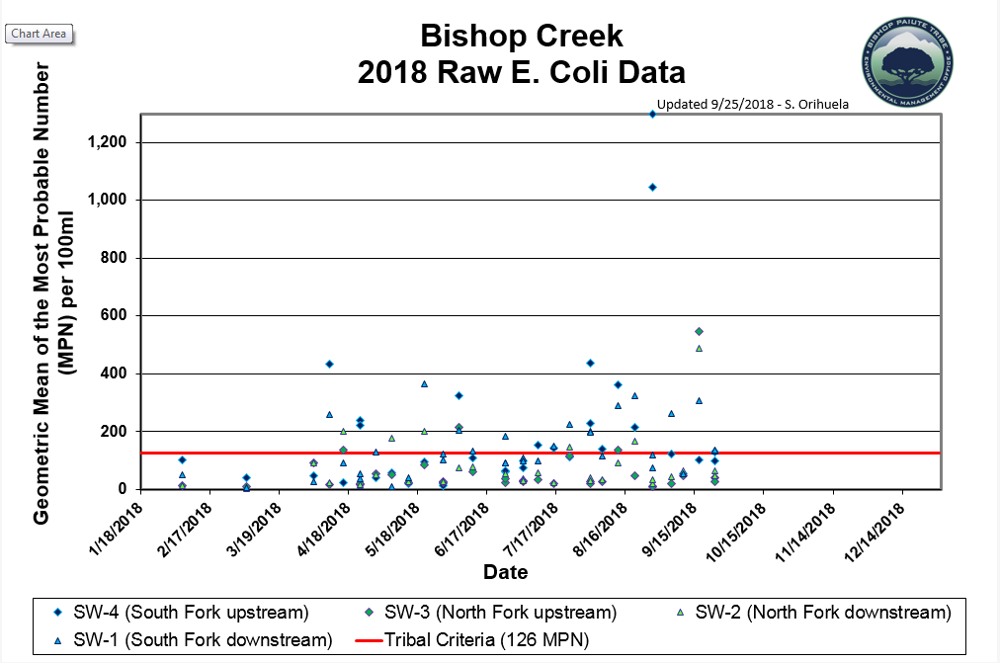 Chart Area
Bishop Creek
2018 Raw E. Coli Data
BISHOP PAIUTE TRIBE
ENVIRONMENTAL MANAGEMENT OFFICE
Updated 9/25/2018 - S. Orihuela
Geometric Mean of the Most Probable Number
(MPN) per 100ml
1,200
1,000
800
600
400
200
0
1/18/2018
2/17/2018
3/19/2018
4/18/2018
5/18/2018
6/17/2018
7/17/2018
8/16/2018
9/15/2018
10/15/2018
11/14/2018
12/14/2018
Date
SW-4 (South Fork upstream)
SW-3 (North Fork upstream)
SW-2 (North Fork downstream)
SW-1 (South Fork downstream)
Tribal Criteria (126 MPN)